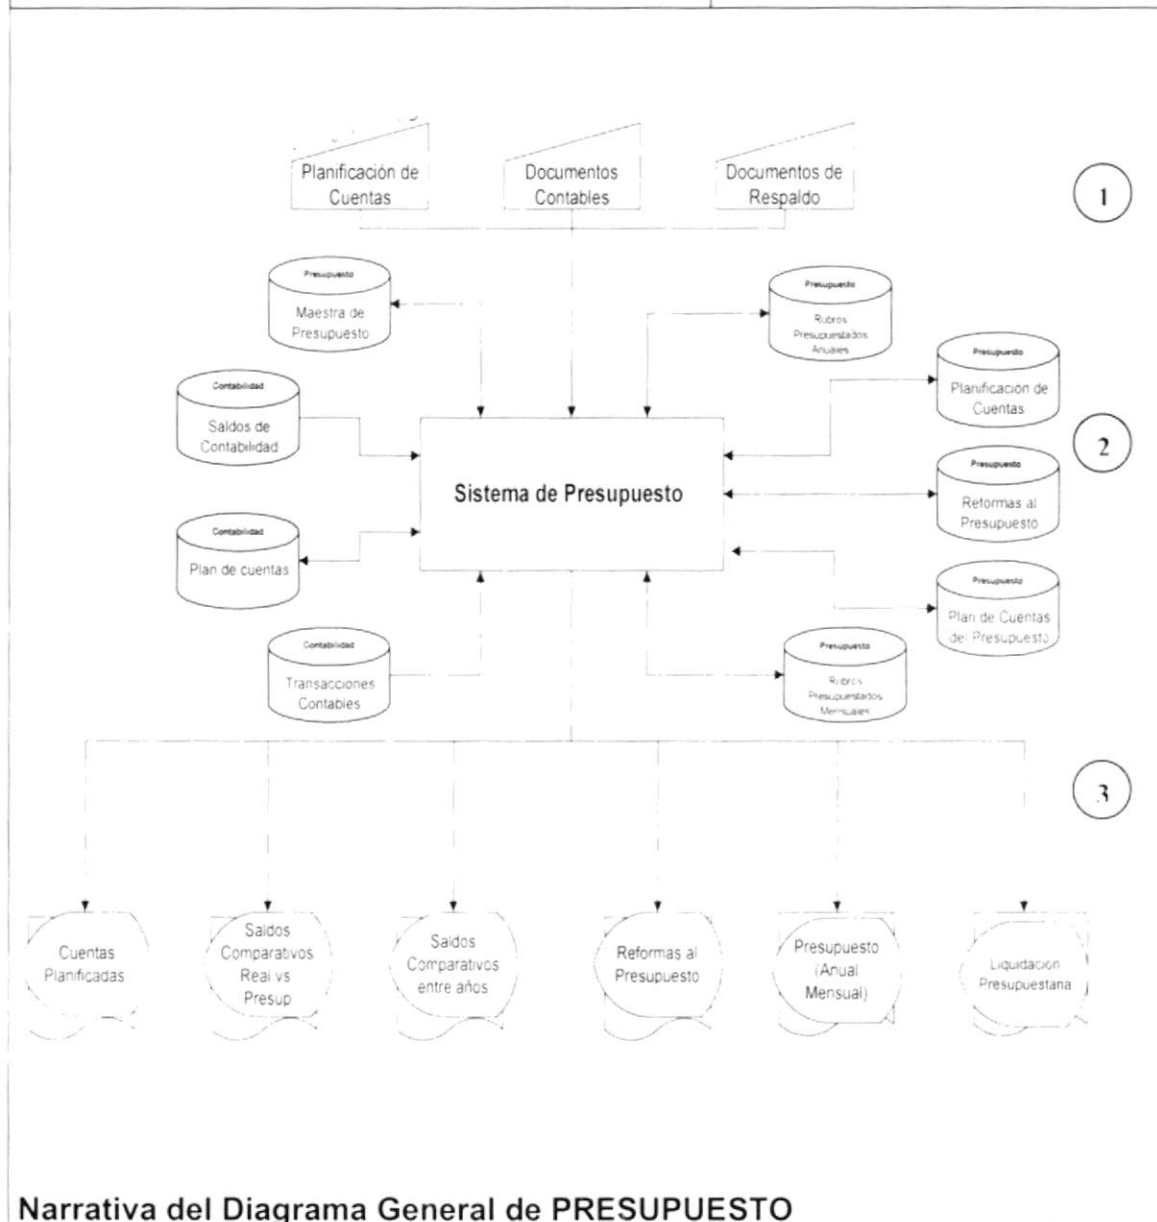 Planificación de
Cuentas
Documentos
Contables
Documentos de
Respaldo
1
Presupuesto
Maestra de
Presupuesto
Presupuesto
Rubros
Presupuestados
Anuales
Contabilidad
Saldos de
Contabilidad
Presupuesto
Planificación de
Cuentas
2
Sistema de Presupuesto
Presupuesto
Reformas al
Presupuesto
Contabilidad
Plan de cuentas
Presupuesto
Plan de Cuentas
del Presupuesto
Contabilidad
Transacciones
Contables
Presupuesto
Rubros
Presupuestados
Mensuales
3
Cuentas
Planificadas
Saldos
Comparativos
Real vs
Presup
Saldos
Comparativos
entre años
Reformas al
Presupuesto
Presupuesto
(Anual
Mensual)
Liquidación
Presupuestaria
Narrativa del Diagrama General de PRESUPUESTO